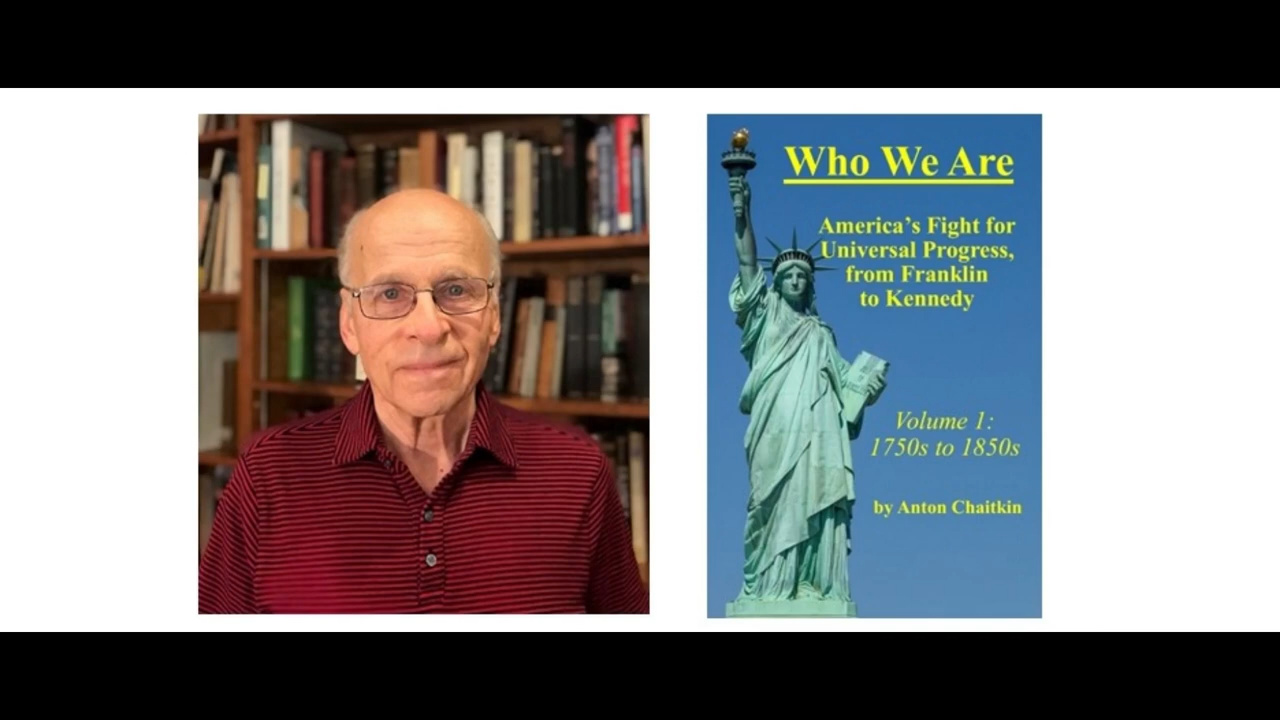 Who We Are
America's Fight for
Universal Progress,
from Franklin
to Kennedy
Volume 1:
1750s to 1850s
by Anton Chaitkin